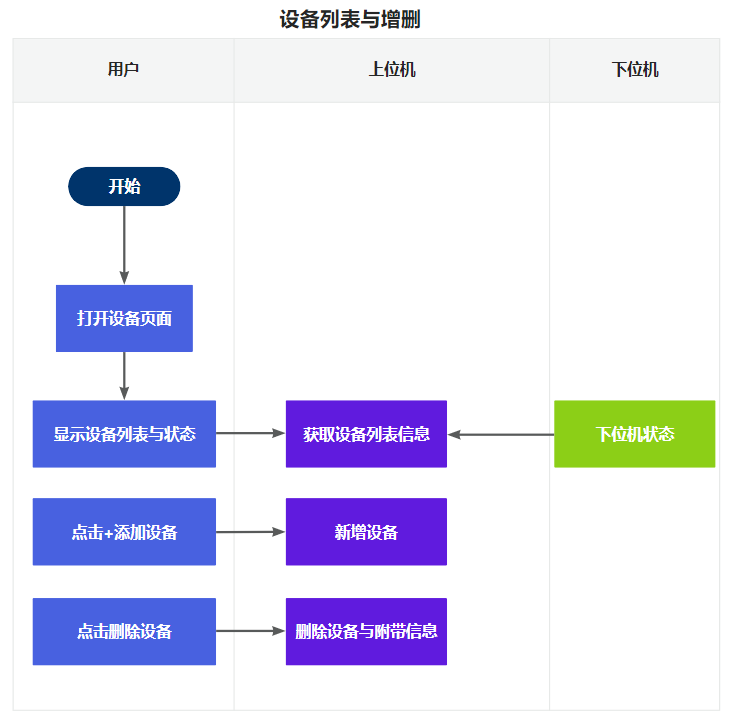 设备列表与增删
用户
上位机
下位机
开始
打开设备页面
显示设备列表与状态
获取设备列表信息
下位机状态
点击+添加设备
新增设备
点击删除设备
删除设备与附带信息